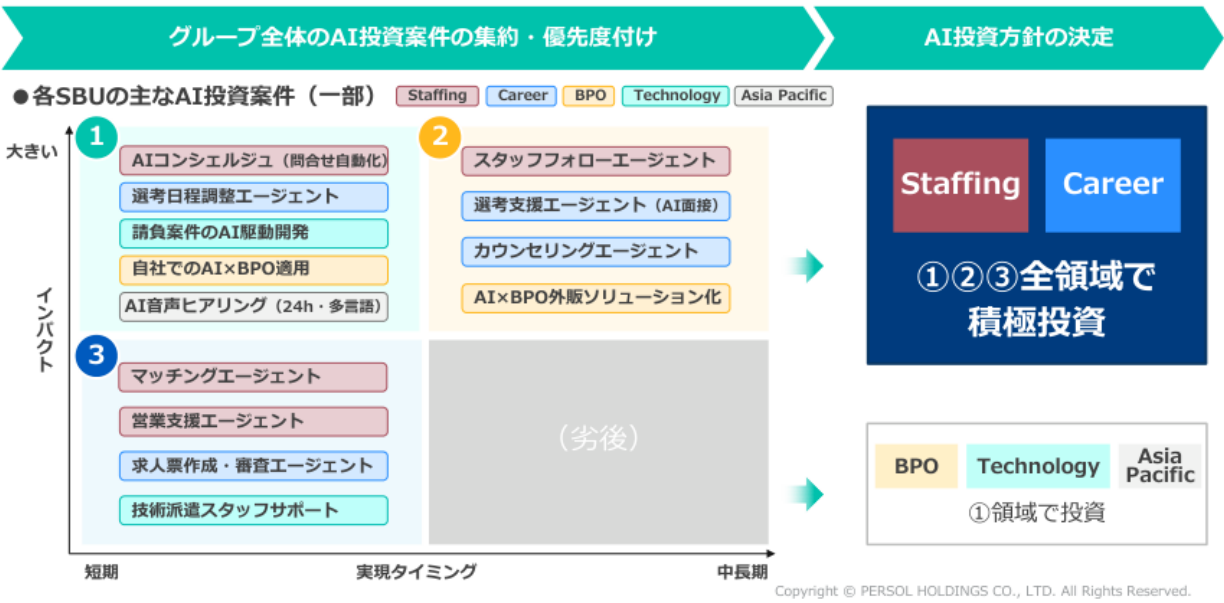 グループ全体のAI投資案件の集約・優先度付け
AI投資方針の決定
●各SBUの主なAI投資案件（一部）
Staffing
Career
BPO
Technology
Asia Pacific
大きい
インパクト
1
AIコンシェルジュ（問合せ自動化）
選考日程調整エージェント
請負案件のAI駆動開発
自社でのAI×BPO適用
AI音声ヒアリング（24h・多言語）
2
スタッフフォローエージェント
選考支援エージェント（AI面接）
カウンセリングエージェント
AI×BPO外販ソリューション化
3
マッチングエージェント
営業支援エージェント
求人票作成・審査エージェント
技術派遣スタッフサポート
（劣後）
短期
実現タイミング
中長期
Staffing
Career
①②③全領域で
積極投資
BPO
Technology
Asia
Pacific
①領域で投資
Copyright © PERSOL HOLDINGS CO., LTD. All Rights Reserved.